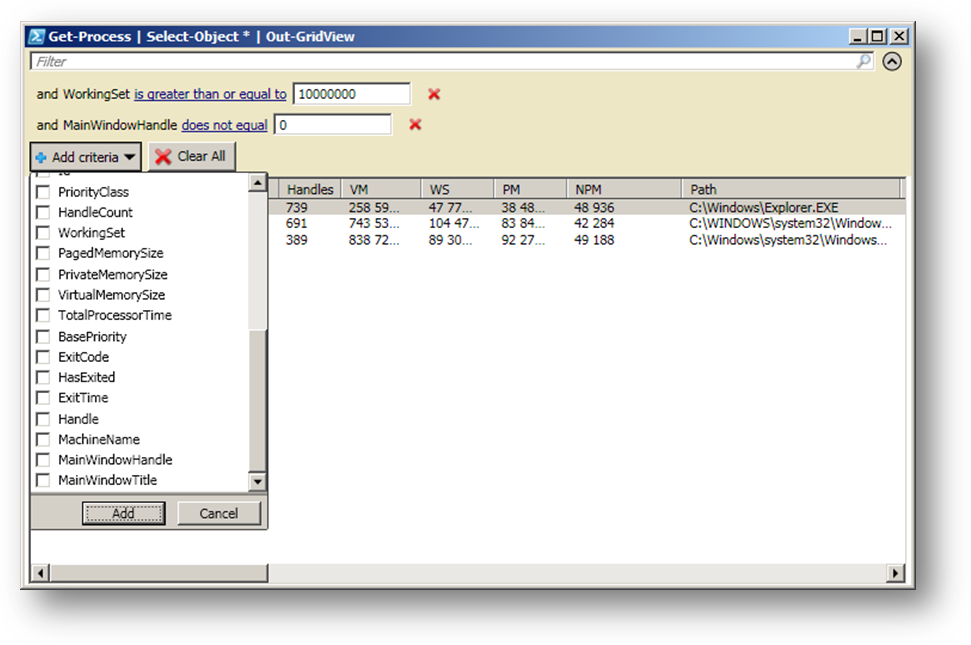 Get-Process | Select-Object * | Out-GridView
Filter
and WorkingSet is greater than or equal to 10000000
and MainWindowHandle does not equal 0
Add criteria Clear All
PriorityClass
HandleCount
WorkingSet
PagedMemorySize
PrivateMemorySize
VirtualMemorySize
TotalProcessorTime
BasePriority
ExitCode
HasExited
ExitTime
Handle
MachineName
MainWindowHandle
MainWindowTitle
Add Cancel
Handles VM WS PM NPM Path
739 258 59... 47 77... 38 48... 48 936 C:\Windows\Explorer.EXE
691 743 53... 104 47... 83 84... 42 284 C:\WINDOWS\system32\Window...
389 838 72... 89 30... 92 27... 49 188 C:\Windows\system32\Windows...